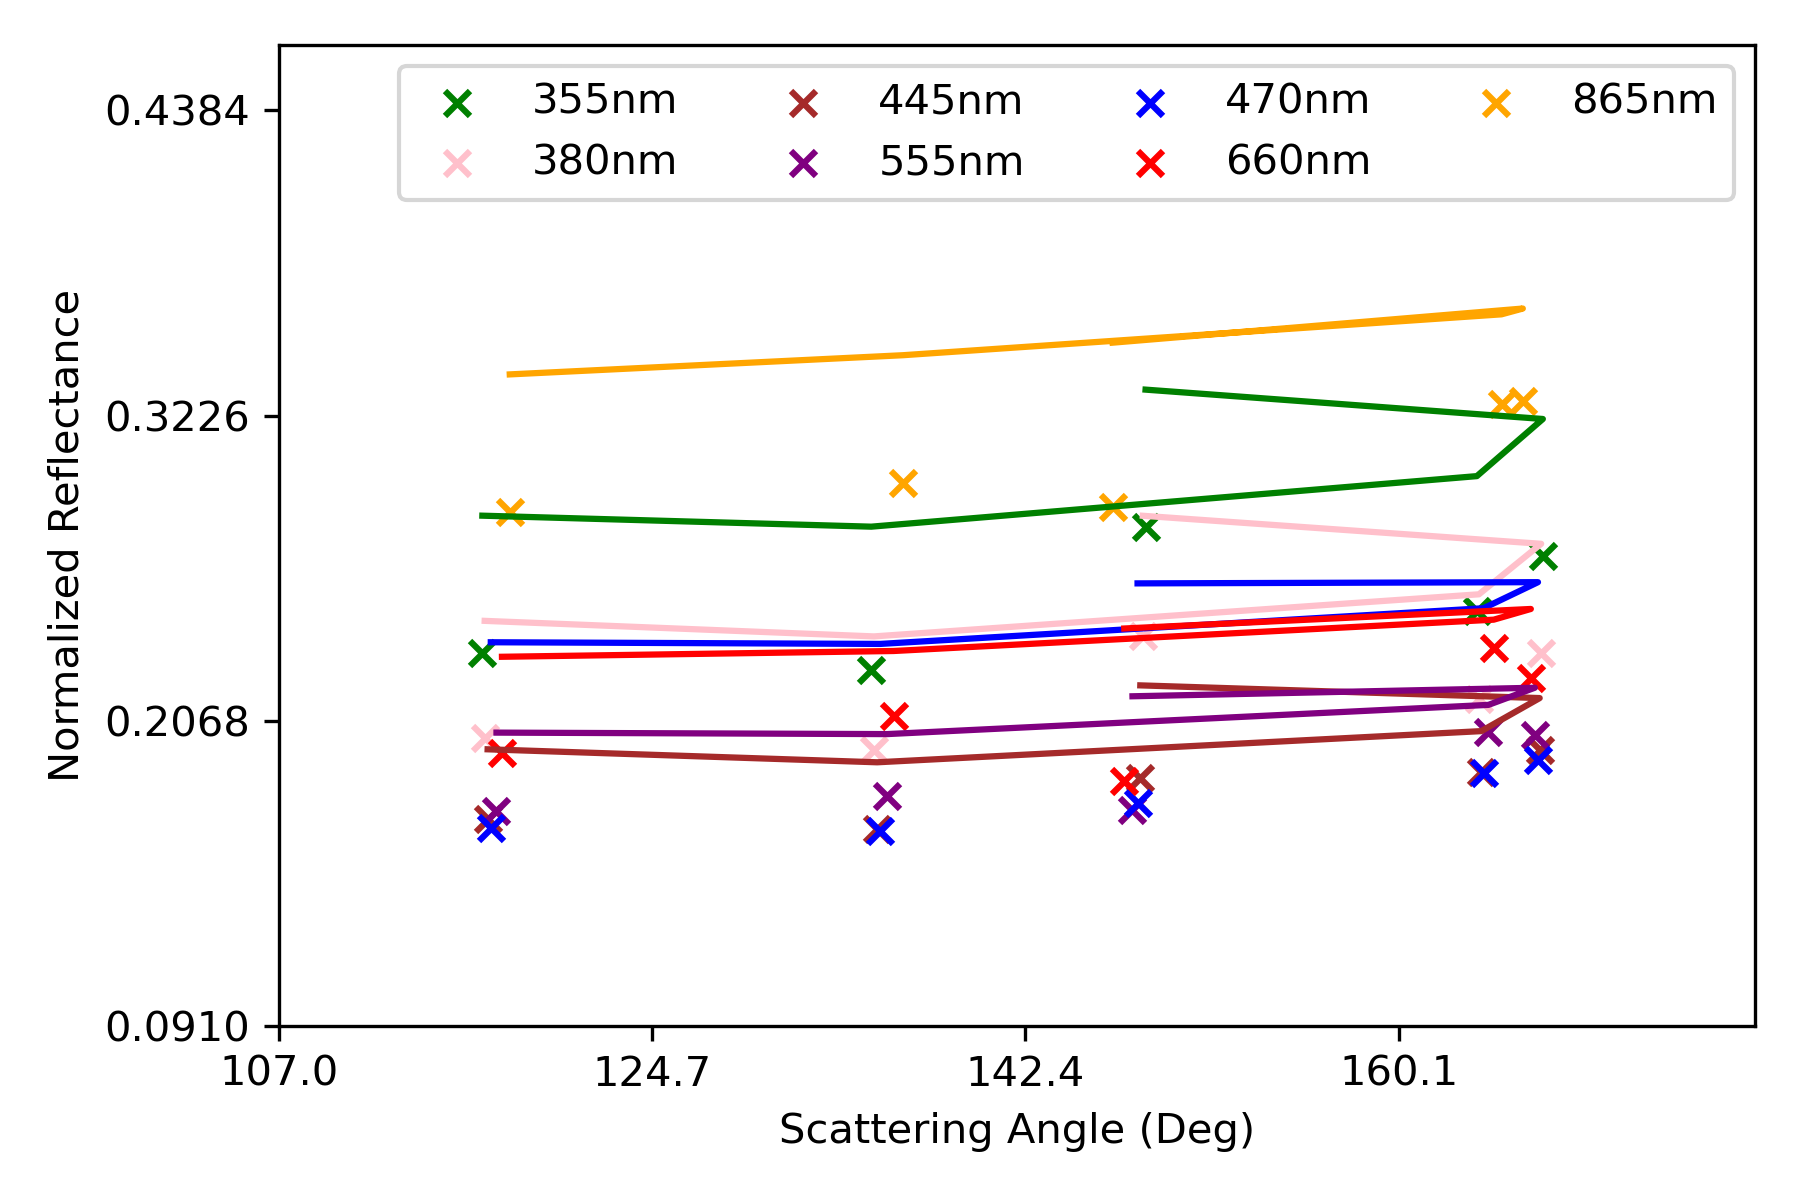 355nm 445nm 470nm 865nm
380nm 555nm 660nm
0.4384
0.3226
0.2068
0.0910
Normalized Reflectance
107.0 124.7 142.4 160.1
Scattering Angle (Deg)